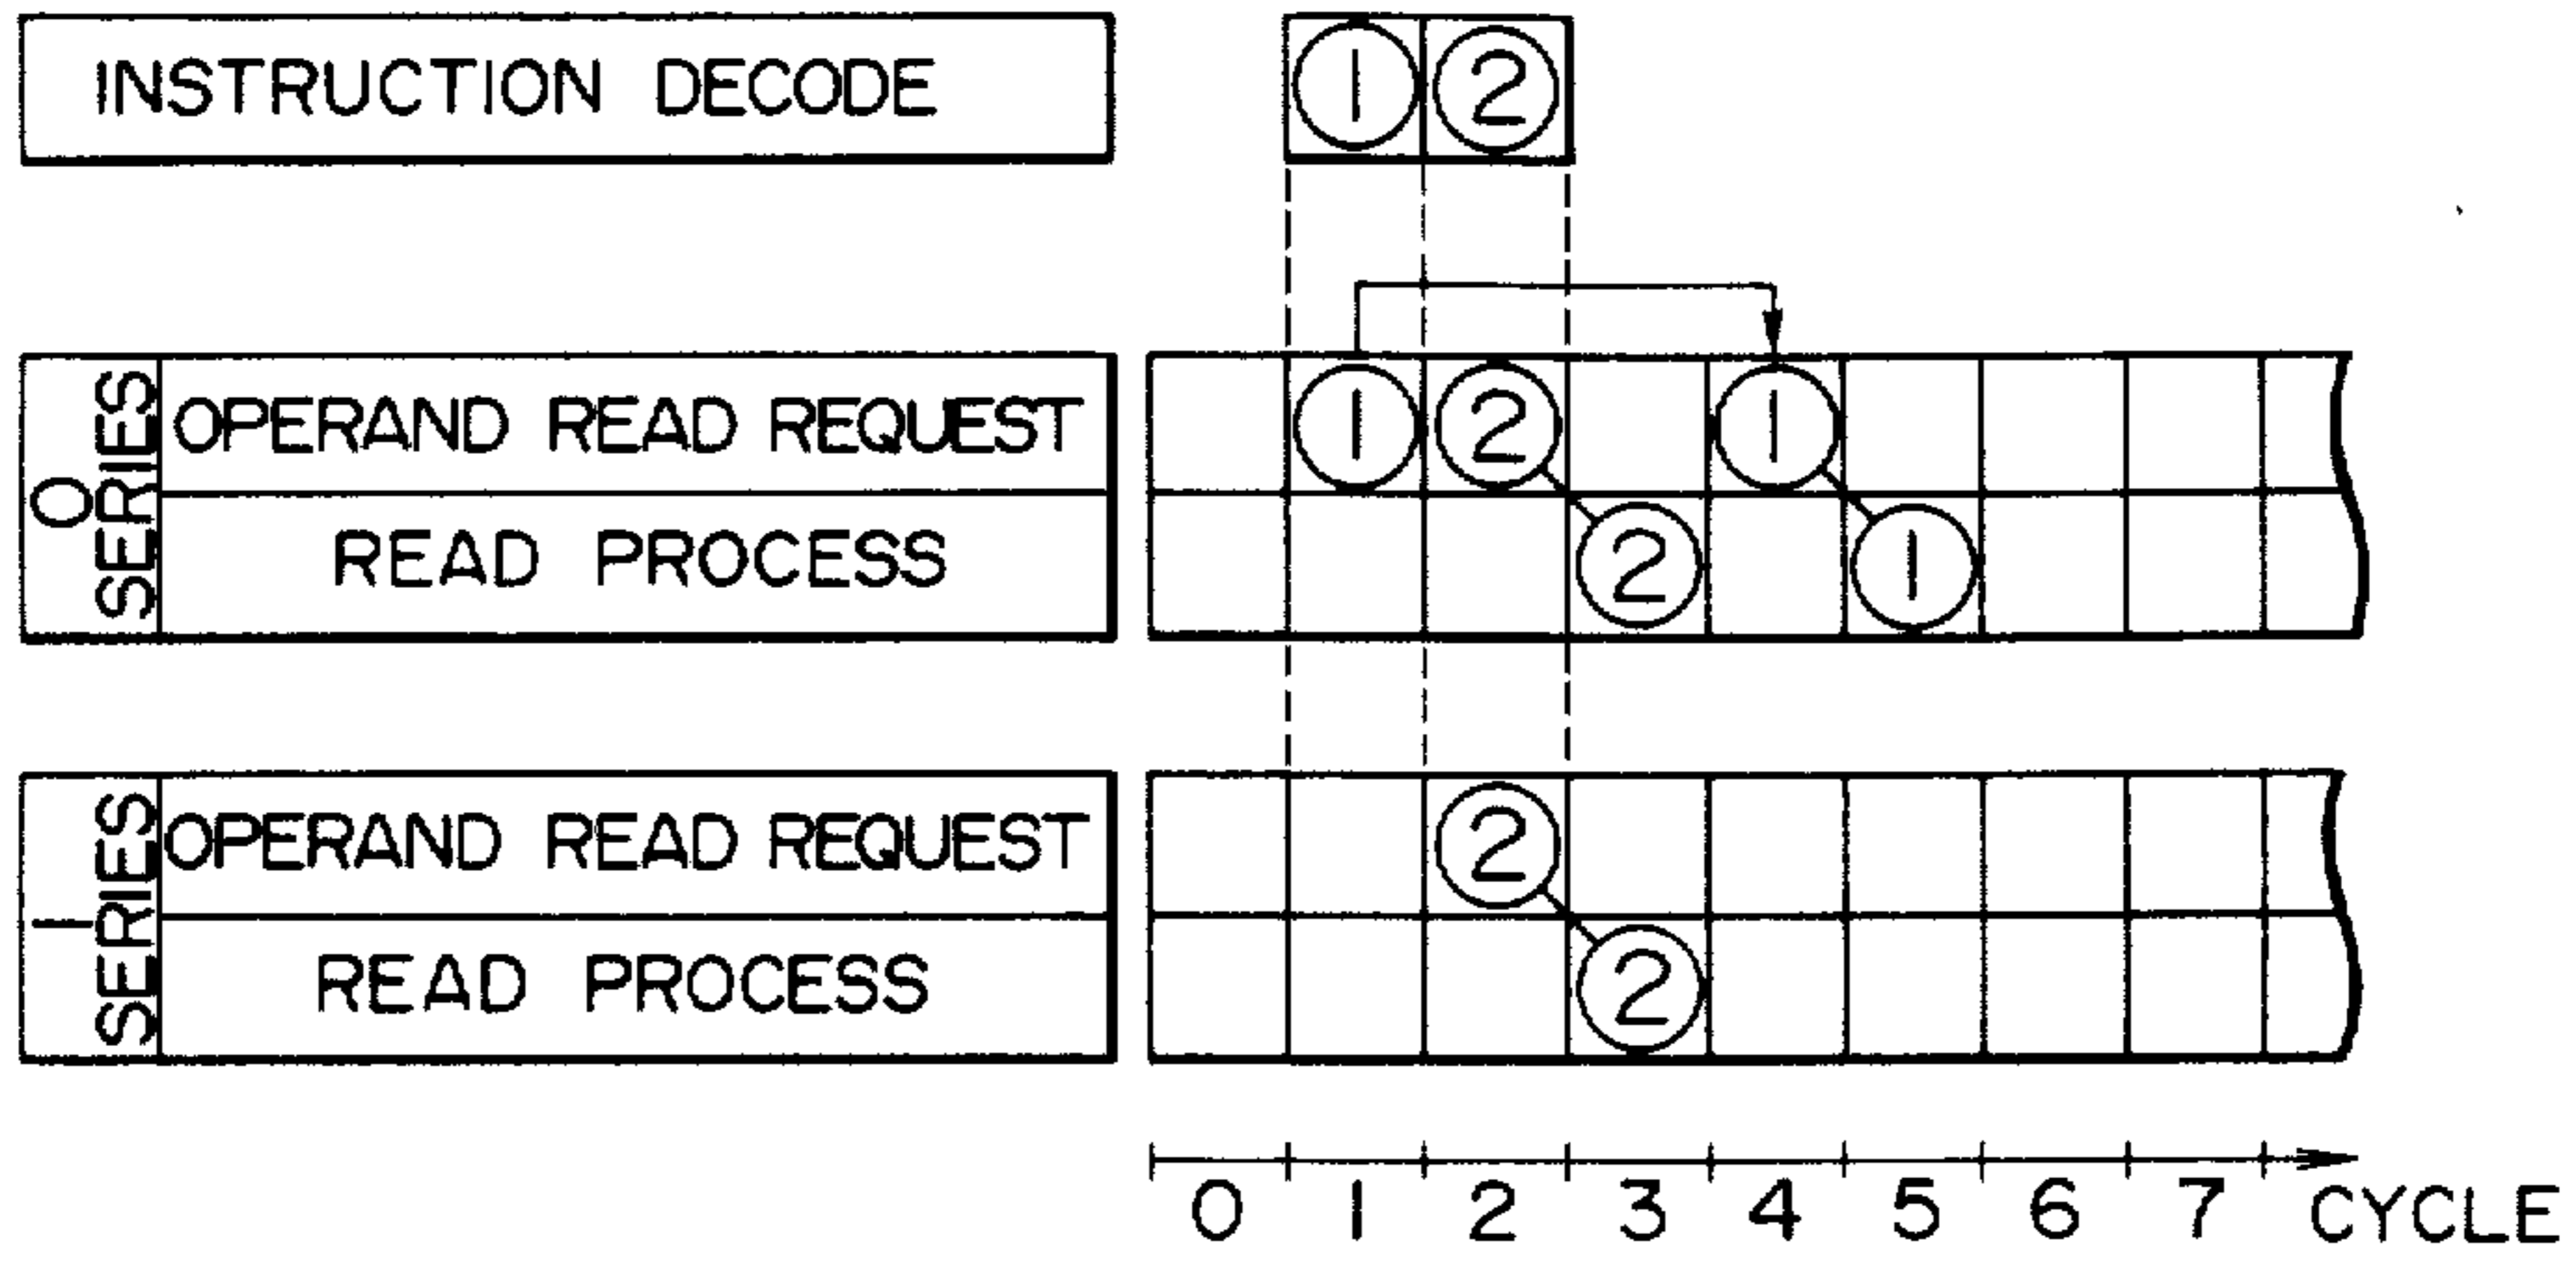 INSTRUCTION DECODE 1 2
0 SERIES
OPERAND READ REQUEST 1 2 1
READ PROCESS 2 1
1 SERIES
OPERAND READ REQUEST 2
READ PROCESS 2
0 1 2 3 4 5 6 7 CYCLE